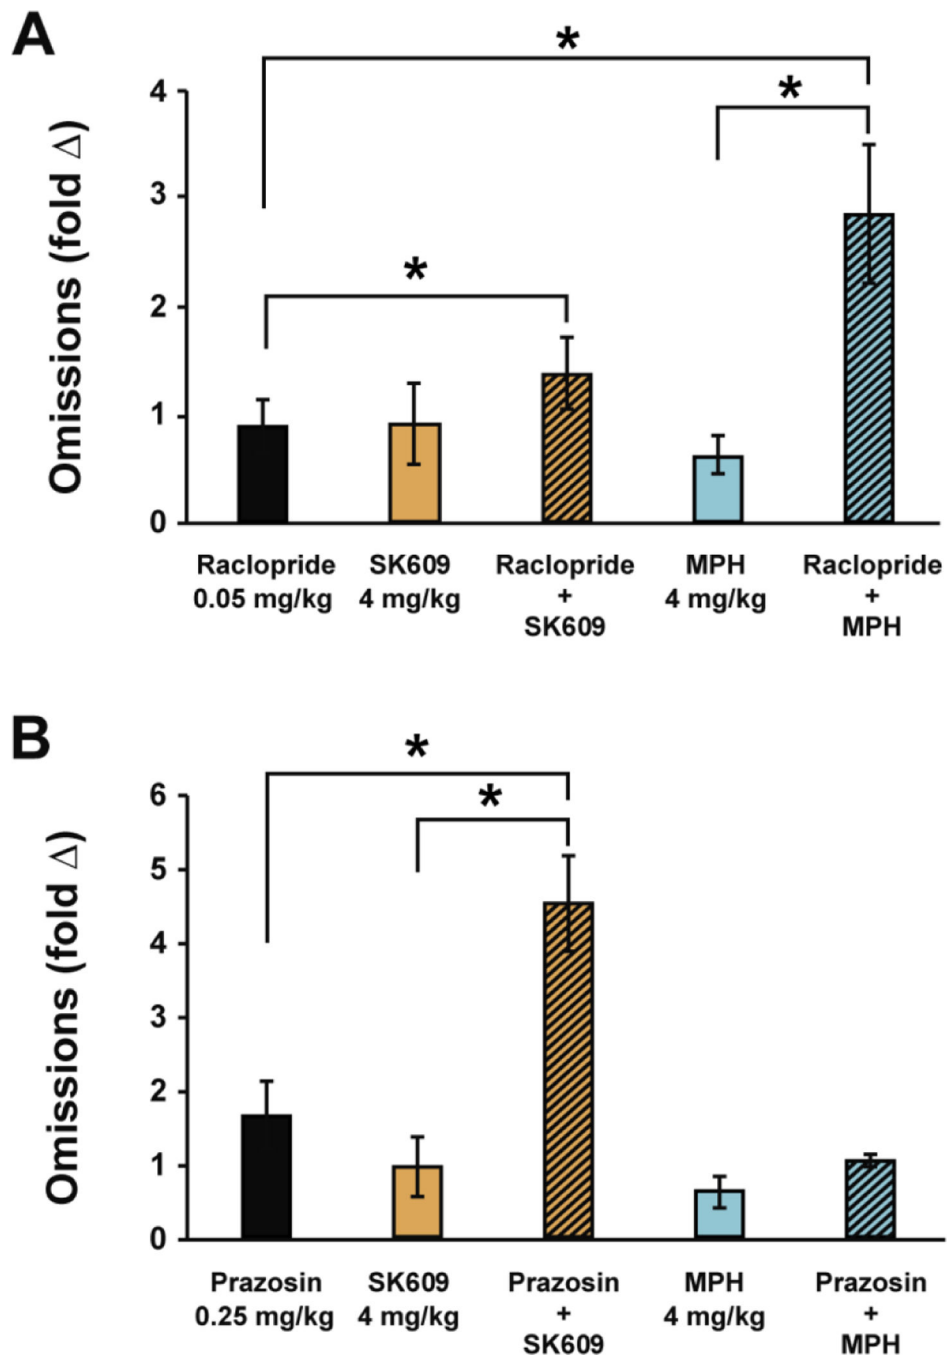 A
*
*
4
3
*
2
1
0
Omissions (fold Δ)
Raclopride SK609 Raclopride MPH Raclopride
0.05 mg/kg 4 mg/kg + 4 mg/kg +
SK609 MPH
B
*
*
6
5
4
3
2
1
0
Omissions (fold Δ)
Prazosin SK609 Prazosin MPH Prazosin
0.25 mg/kg 4 mg/kg + 4 mg/kg +
SK609 MPH